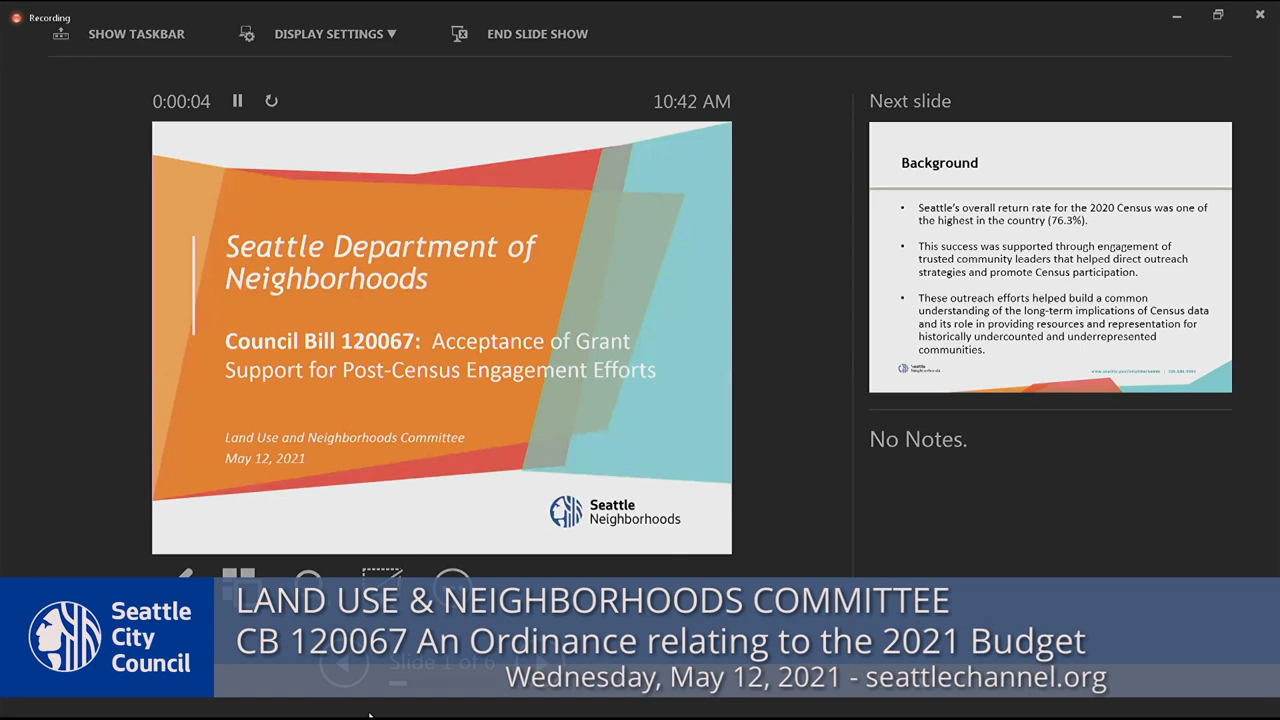 Recording
SHOW TASKBAR
DISPLAY SETTINGS ▼
END SLIDE SHOW
0:00:04
10:42 AM
Seattle Department of
Neighborhoods
Council Bill 120067: Acceptance of Grant
Support for Post-Census Engagement Efforts
Land Use and Neighborhoods Committee
May 12, 2021
Seattle
Neighborhoods
Next slide
Background
• Seattle's overall return rate for the 2020 Census was one of
the highest in the country (76.3%).
• This success was supported through engagement of
trusted community leaders that helped direct outreach
strategies and promote Census participation.
• These outreach efforts helped build a common
understanding of the long-term implications of Census data
and its role in providing resources and representation for
historically undercounted and underrepresented
communities.
Seattle
Neighborhoods
No Notes.
Slide 1 of 6
Seattle
City
Council
LAND USE & NEIGHBORHOODS COMMITTEE
CB 120067 An Ordinance relating to the 2021 Budget
Wednesday, May 12, 2021 - seattlechannel.org